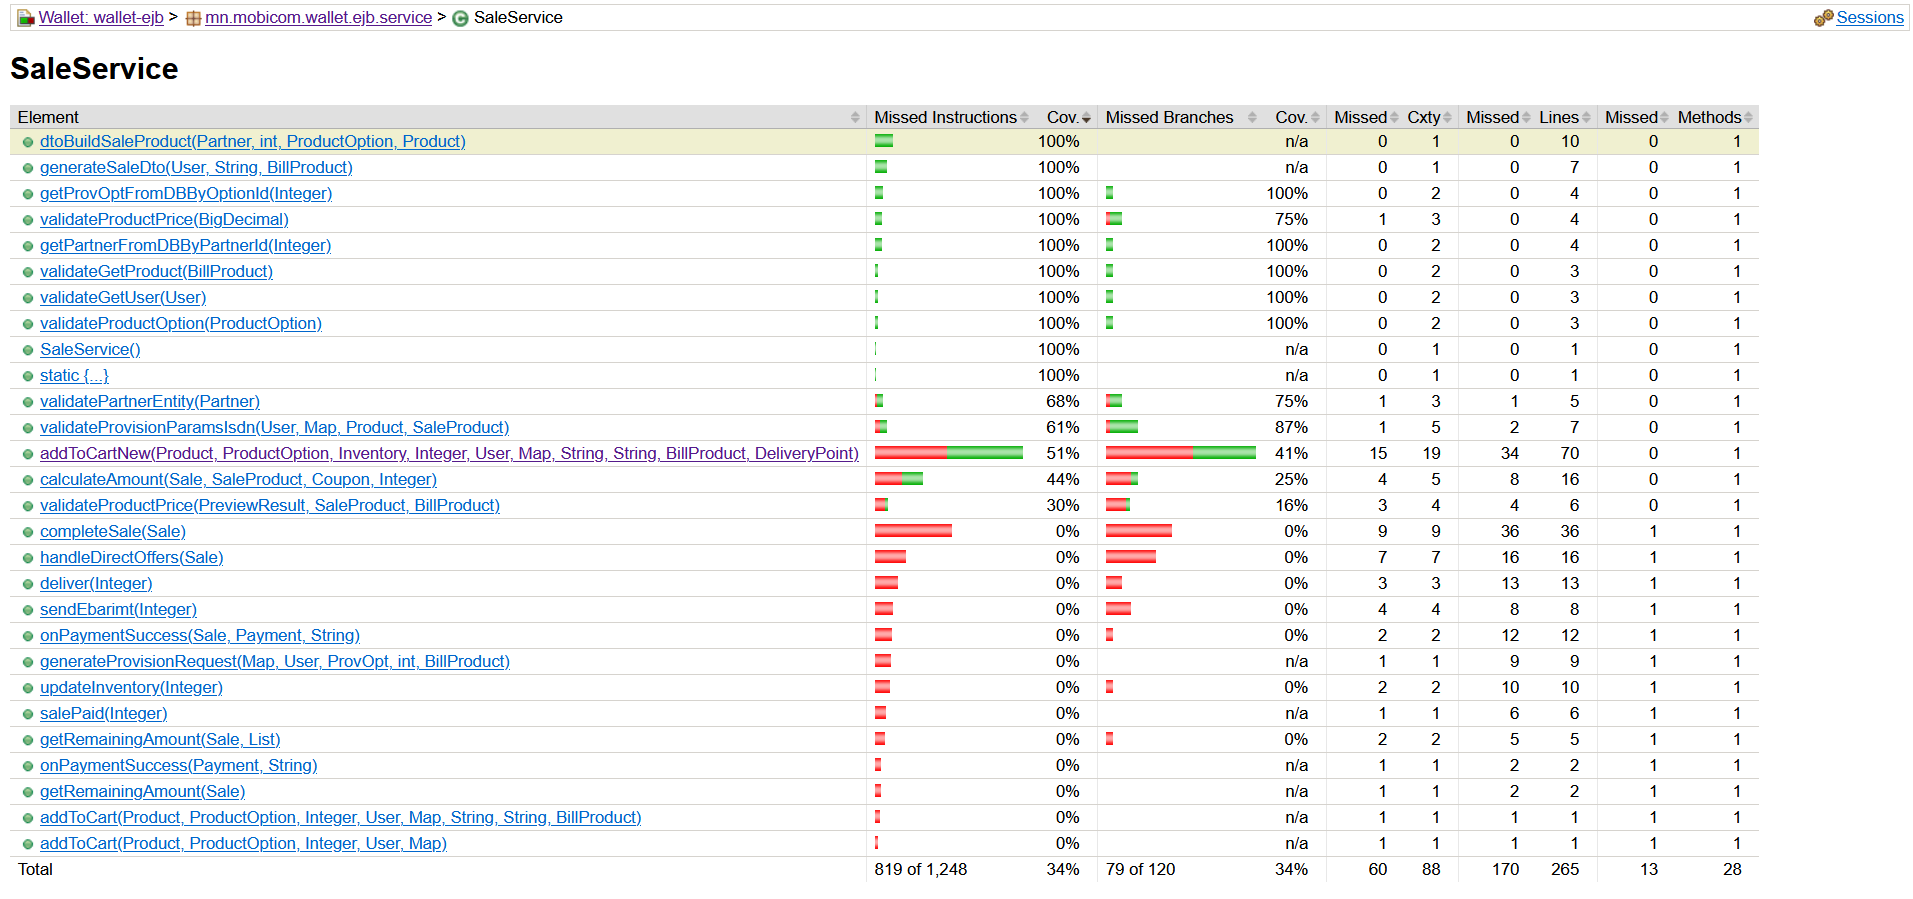 Wallet: wallet-ejb > mn.mobicom.wallet.ejb.service > SaleService Sessions
SaleService
Element Missed Instructions Cov. Missed Branches Cov. Missed Cxty Missed Lines Missed Methods
dtoBuildSaleProduct(Partner, int, ProductOption, Product) 100% n/a 0 1 0 10 0 1
generateSaleDto(User, String, BillProduct) 100% n/a 0 1 0 7 0 1
getProvOptFromDBByOptionId(Integer) 100% 100% 0 2 0 4 0 1
validateProductPrice(BigDecimal) 100% 75% 1 3 0 4 0 1
getPartnerFromDBByPartnerId(Integer) 100% 100% 0 2 0 4 0 1
validateGetProduct(BillProduct) 100% 100% 0 2 0 3 0 1
validateGetUser(User) 100% 100% 0 2 0 3 0 1
validateProductOption(ProductOption) 100% 100% 0 2 0 3 0 1
SaleService() 100% n/a 0 1 0 1 0 1
static {...} 100% n/a 0 1 0 1 0 1
validatePartnerEntity(Partner) 68% 75% 1 3 1 5 0 1
validateProvisionParamsIsdn(User, Map, Product, SaleProduct) 61% 87% 1 5 2 7 0 1
addToCartNew(Product, ProductOption, Inventory, Integer, User, Map, String, String, BillProduct, DeliveryPoint) 51% 41% 15 19 34 70 0 1
calculateAmount(Sale, SaleProduct, Coupon, Integer) 44% 25% 4 5 8 16 0 1
validateProductPrice(PreviewResult, SaleProduct, BillProduct) 30% 16% 3 4 4 6 0 1
completeSale(Sale) 0% 0% 9 9 36 36 1 1
handleDirectOffers(Sale) 0% 0% 7 7 16 16 1 1
deliver(Integer) 0% 0% 3 3 13 13 1 1
sendEbarimt(Integer) 0% 0% 4 4 8 8 1 1
onPaymentSuccess(Sale, Payment, String) 0% 0% 2 2 12 12 1 1
generateProvisionRequest(Map, User, ProvOpt, int, BillProduct) 0% n/a 1 1 9 9 1 1
updateInventory(Integer) 0% 0% 2 2 10 10 1 1
salePaid(Integer) 0% n/a 1 1 6 6 1 1
getRemainingAmount(Sale, List) 0% 0% 2 2 5 5 1 1
onPaymentSuccess(Payment, String) 0% n/a 1 1 2 2 1 1
getRemainingAmount(Sale) 0% n/a 1 1 2 2 1 1
addToCart(Product, ProductOption, Integer, User, Map, String, String, BillProduct) 0% n/a 1 1 1 1 1 1
addToCart(Product, ProductOption, Integer, User, Map) 0% n/a 1 1 1 1 1 1
Total 819 of 1,248 34% 79 of 120 34% 60 88 170 265 13 28